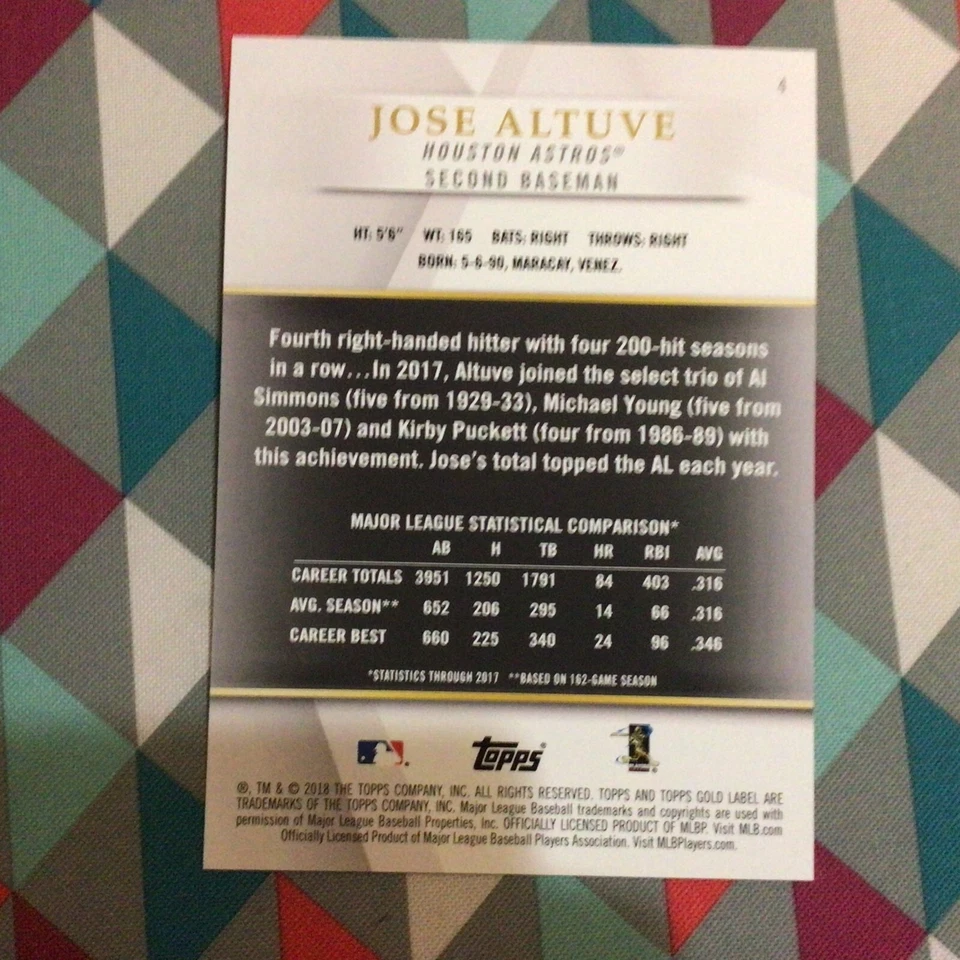 4
JOSE ALTUVE
HOUSTON ASTROS®
SECOND BASEMAN
HT: 5'6" WT: 165 BATS: RIGHT THROWS: RIGHT
BORN: 5-6-90, MARACAY, VENEZ.
Fourth right-handed hitter with four 200-hit seasons
in a row...In 2017, Altuve joined the select trio of Al
Simmons (five from 1929-33), Michael Young (five from
2003-07) and Kirby Puckett (four from 1986-89) with
this achievement. Jose's total topped the AL each year.
MAJOR LEAGUE STATISTICAL COMPARISON*
AB H TB HR RBI AVG
CAREER TOTALS 3951 1250 1791 84 403 .316
AVG. SEASON** 652 206 295 14 66 .316
CAREER BEST 660 225 340 24 96 .346
*STATISTICS THROUGH 2017 **BASED ON 162-GAME SEASON
Topps®
®, TM & © 2018 THE TOPPS COMPANY, INC. ALL RIGHTS RESERVED. TOPPS AND TOPPS GOLD LABEL ARE
TRADEMARKS OF THE TOPPS COMPANY, INC. Major League Baseball trademarks and copyrights are used with
permission of Major League Baseball Properties, Inc. OFFICIALLY LICENSED PRODUCT OF MLBP. Visit MLB.com
Officially Licensed Product of Major League Baseball Players Association. Visit MLBPlayers.com.